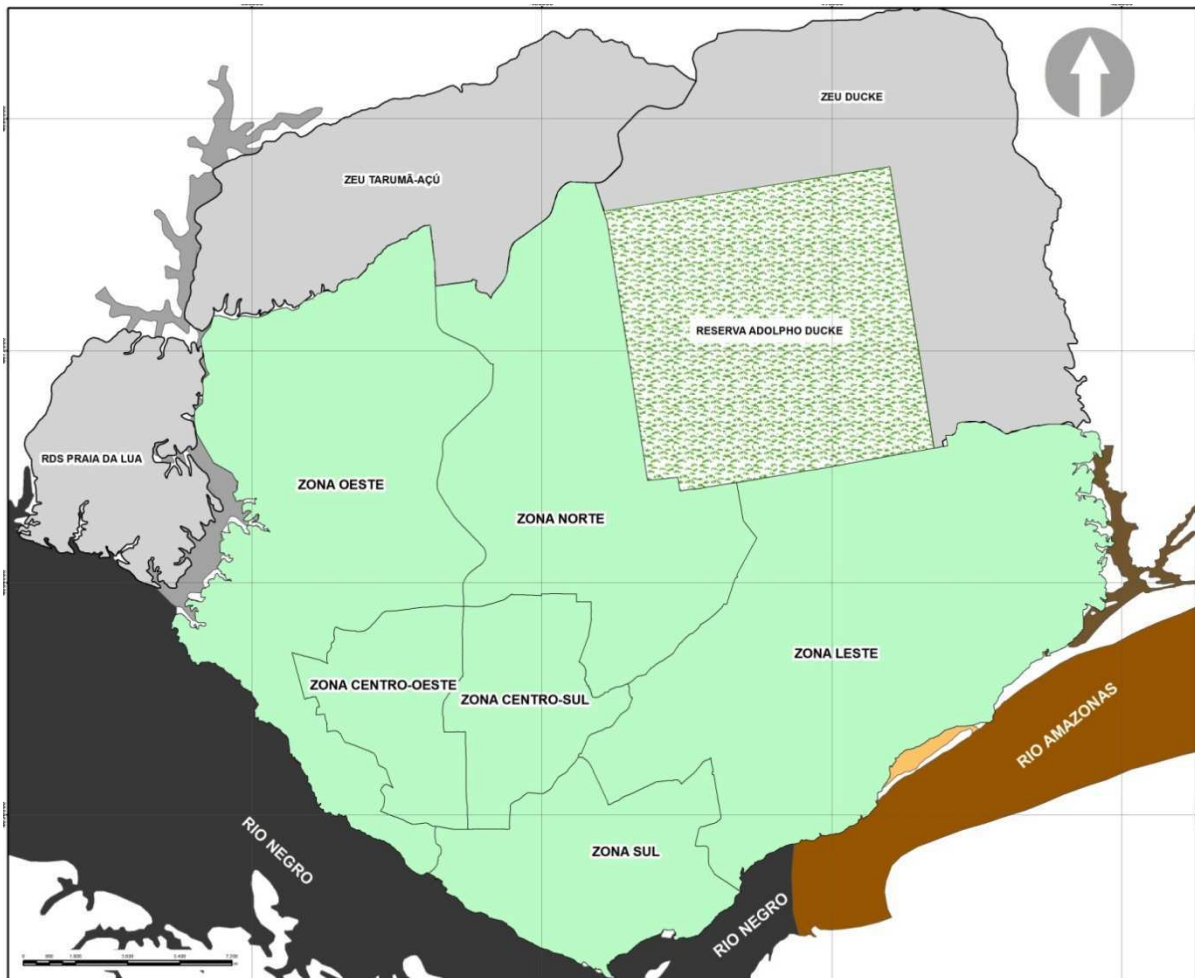 ZEU DUCKE
ZEU TARUMÃ-AÇÚ
RESERVA ADOLPHO DUCKE
RDS PRAIA DA LUA
ZONA OESTE
ZONA NORTE
ZONA LESTE
ZONA CENTRO-OESTE
ZONA CENTRO-SUL
RIO AMAZONAS
RIO NEGRO
ZONA SUL
RIO NEGRO